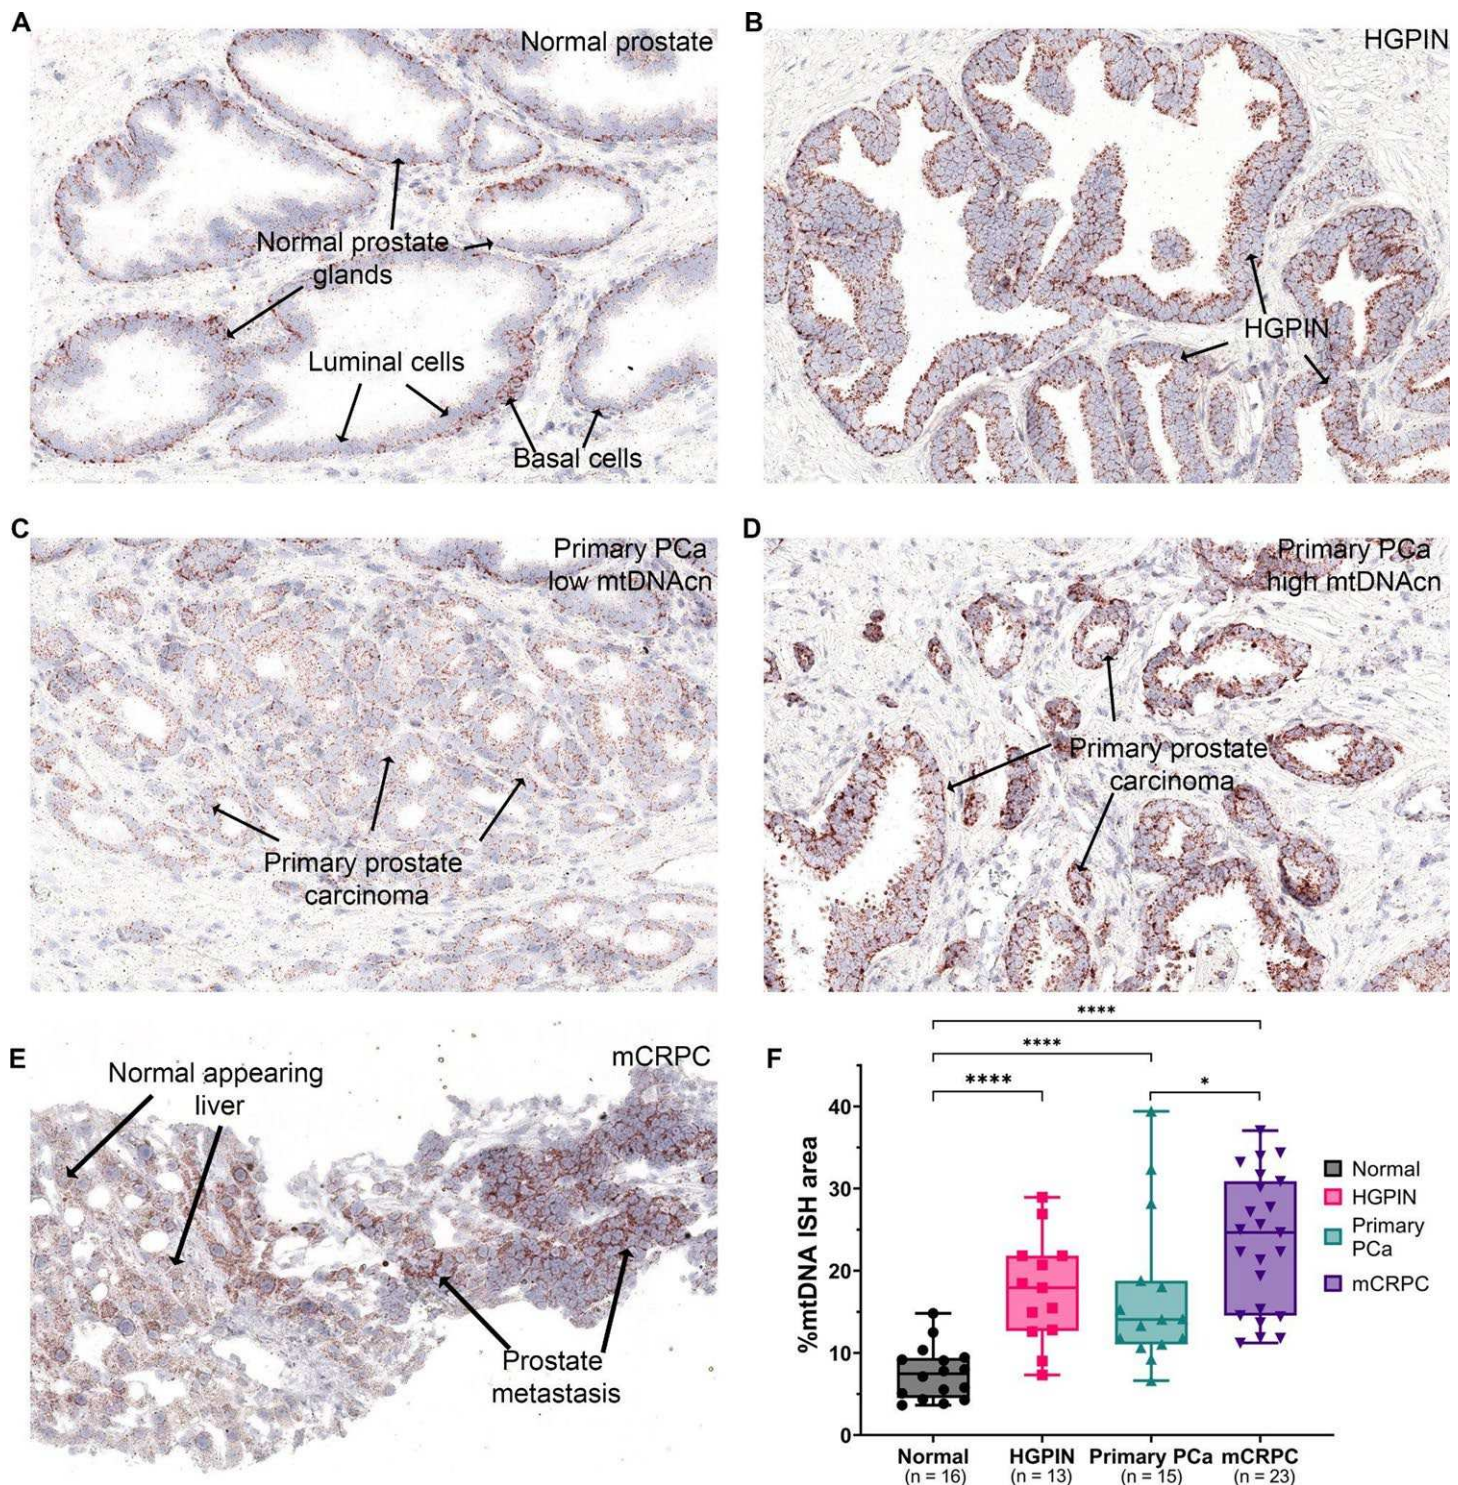 A
Normal prostate
Normal prostate
glands
Luminal cells
Basal cells
B
HGPIN
HGPIN
C
Primary PCa
low mtDNAcn
Primary prostate
carcinoma
D
Primary PCa
high mtDNAcn
Primary prostate
carcinoma
E
mCRPC
Normal appearing
liver
Prostate
metastasis
F
****
****
**** *
%mtDNA ISH area
40
30
20
10
0
Normal HGPIN Primary PCa mCRPC
(n = 16) (n = 13) (n = 15) (n = 23)
Normal
HGPIN
Primary
PCa
mCRPC